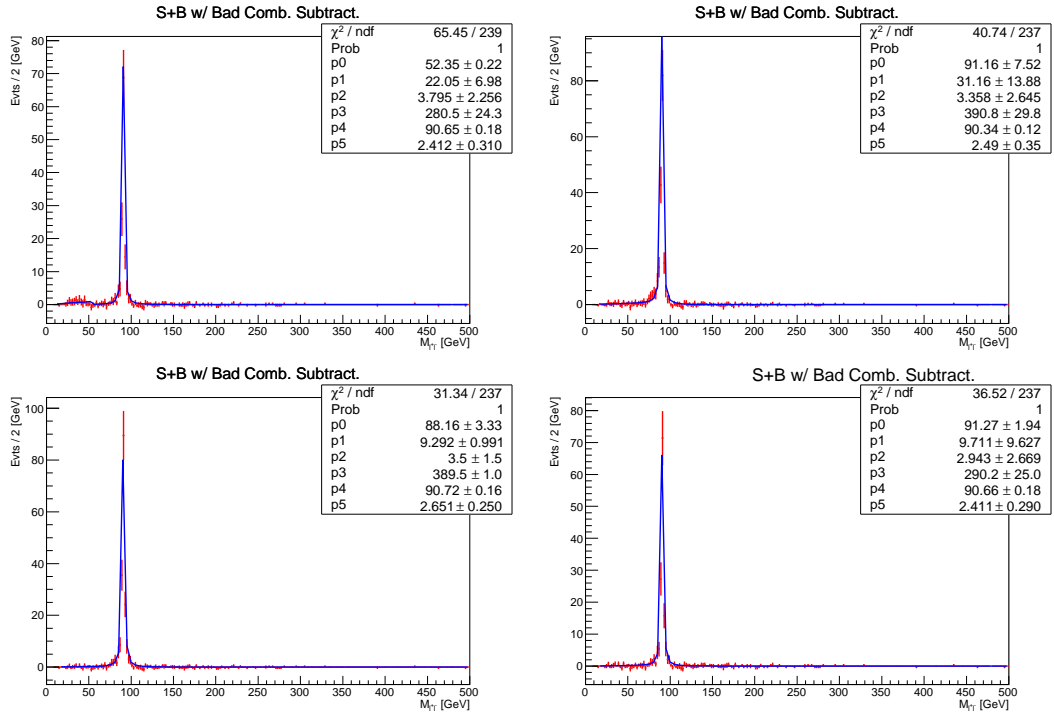 S+B w/ Bad Comb. Subtract.
χ² / ndf 65.45 / 239
Prob 1
p0 52.35 ± 0.22
p1 22.05 ± 6.98
p2 3.795 ± 2.256
p3 280.5 ± 24.3
p4 90.65 ± 0.18
p5 2.412 ± 0.310
Evts / 2 [GeV]
80
70
60
50
40
30
20
10
0
0 50 100 150 200 250 300 350 400 450 500
[GeV]
S+B w/ Bad Comb. Subtract.
χ² / ndf 40.74 / 237
Prob 1
p0 91.16 ± 7.52
p1 31.16 ± 13.88
p2 3.358 ± 2.645
p3 390.8 ± 29.8
p4 90.34 ± 0.12
p5 2.49 ± 0.35
Evts / 2 [GeV]
80
60
40
20
0
0 50 100 150 200 250 300 350 400 450 500
[GeV]
S+B w/ Bad Comb. Subtract.
χ² / ndf 31.34 / 237
Prob 1
p0 88.16 ± 3.33
p1 9.292 ± 0.991
p2 3.5 ± 1.5
p3 389.5 ± 1.0
p4 90.72 ± 0.16
p5 2.651 ± 0.250
Evts / 2 [GeV]
100
80
60
40
20
0
0 50 100 150 200 250 300 350 400 450 500
[GeV]
S+B w/ Bad Comb. Subtract.
χ² / ndf 36.52 / 237
Prob 1
p0 91.27 ± 1.94
p1 9.711 ± 9.627
p2 2.943 ± 2.669
p3 290.2 ± 25.0
p4 90.66 ± 0.18
p5 2.411 ± 0.290
Evts / 2 [GeV]
80
70
60
50
40
30
20
10
0
0 50 100 150 200 250 300 350 400 450 500
[GeV]